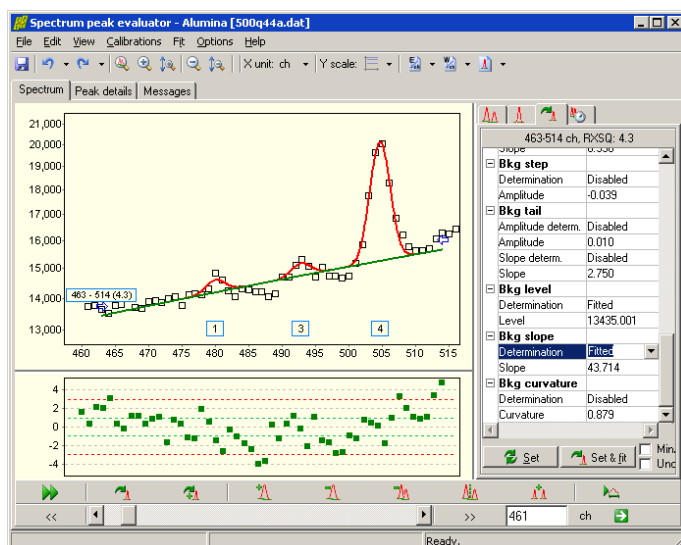 Spectrum peak evaluator - Alumina [500q44a.dat]
File Edit View Calibrations Fit Options Help
X unit: ch Y scale:
Spectrum Peak details Messages
21,000
20,000
19,000
18,000
17,000
16,000
15,000
14,000
13,000
463 - 514 (4.3)
1 3 4
460 465 470 475 480 485 490 495 500 505 510 515
4
2
0
-2
-4
463-514 ch, RXSQ: 4.3
Slope 0.558
Bkg step
Determination Disabled
Amplitude -0.039
Bkg tail
Amplitude determ. Disabled
Amplitude 0.010
Slope determ. Disabled
Slope 2.750
Bkg level
Determination Fitted
Level 13435.001
Bkg slope
Determination Fitted
Slope 43.714
Bkg curvature
Determination Disabled
Curvature 0.879
Set Set & fit Min.
Unc
<< >> 461 ch
Ready.